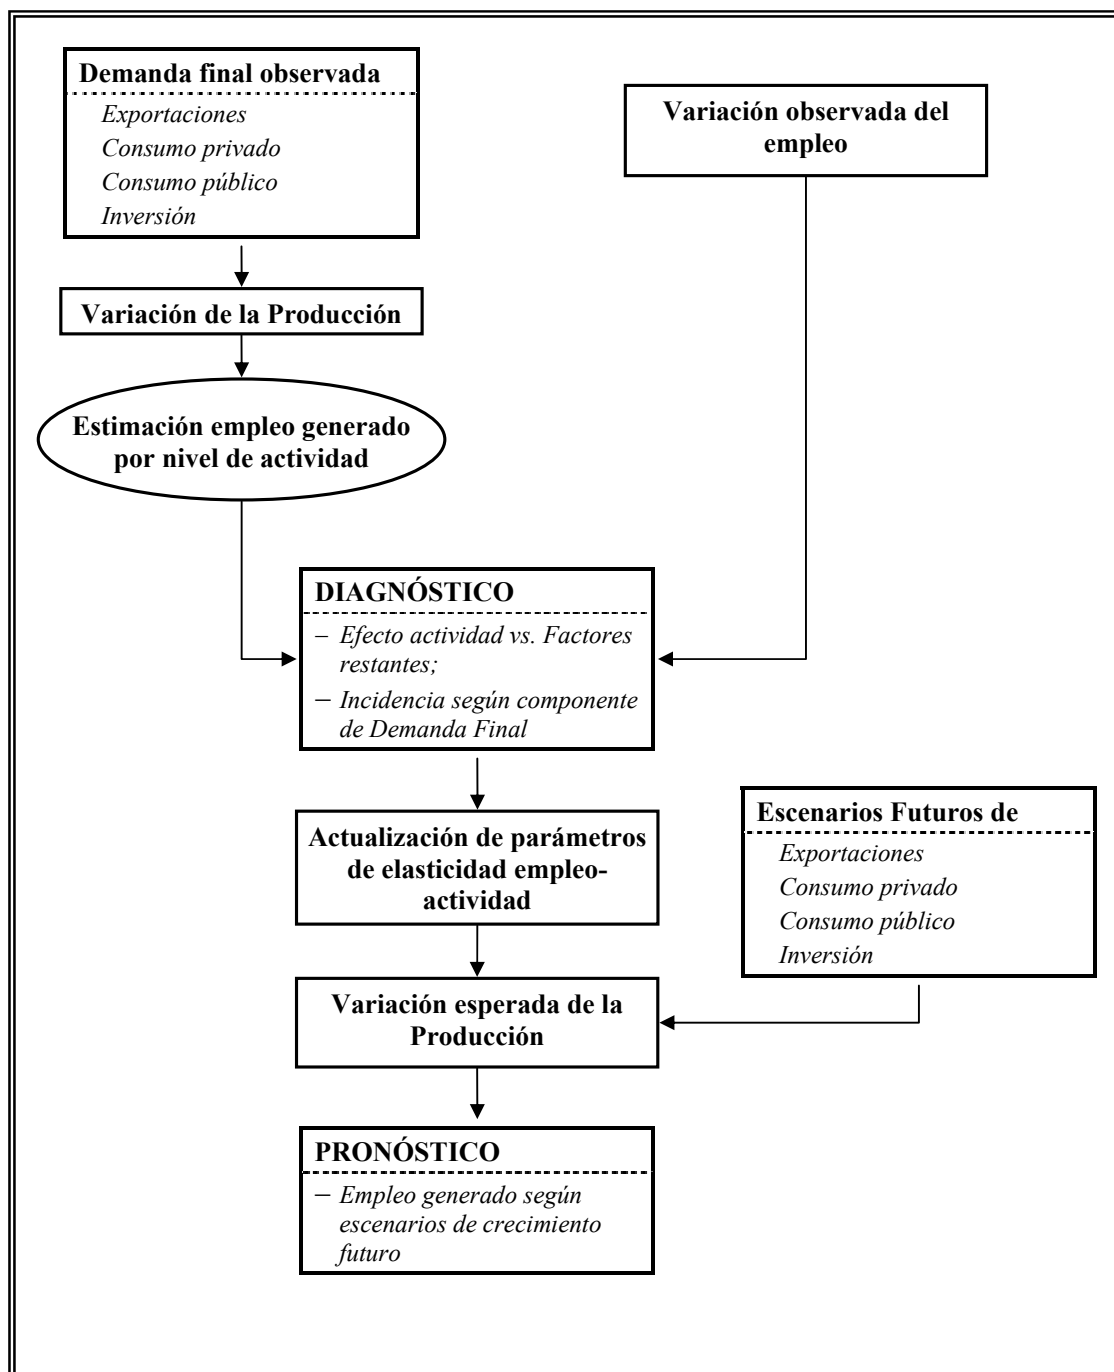 Demanda final observada
Exportaciones
Consumo privado
Consumo público
Inversión
Variación observada del
empleo
Variación de la Producción
Estimación empleo generado
por nivel de actividad
DIAGNÓSTICO
– Efecto actividad vs. Factores
restantes;
– Incidencia según componente
de Demanda Final
Actualización de parámetros
de elasticidad empleo-
actividad
Escenarios Futuros de
Exportaciones
Consumo privado
Consumo público
Inversión
Variación esperada de la
Producción
PRONÓSTICO
– Empleo generado según
escenarios de crecimiento
futuro